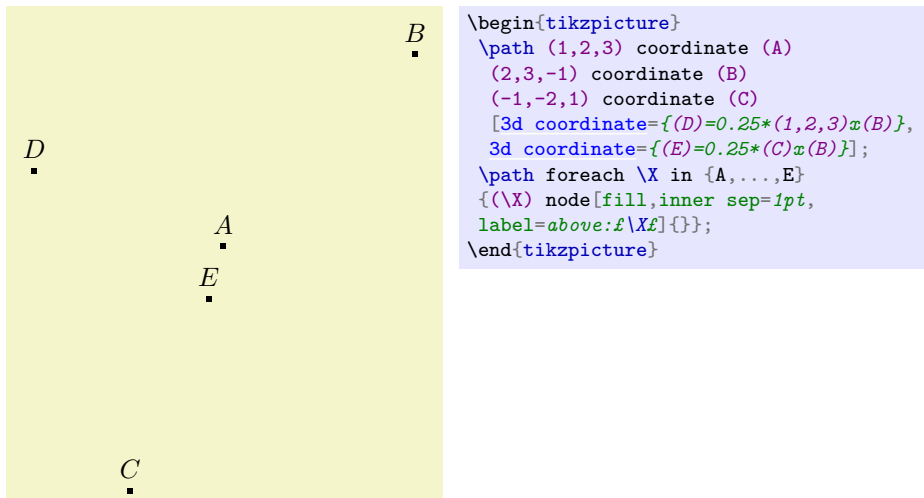 B
D
A
E
C
\begin{tikzpicture}
\path (1,2,3) coordinate (A)
(2,3,-1) coordinate (B)
(-1,-2,1) coordinate (C)
[3d coordinate={(D)=0.25*(1,2,3)x(B)},
3d coordinate={(E)=0.25*(C)x(B)}];
\path foreach \X in {A,...,E}
{(\X) node[fill,inner sep=1pt,
label=above:£\X£]{}};
\end{tikzpicture}